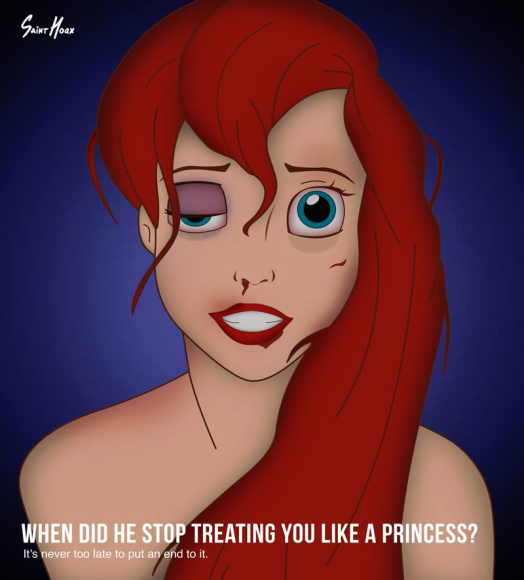 Saint Hoax
WHEN DID HE STOP TREATING YOU LIKE A PRINCESS?
It's never too late to put an end to it.